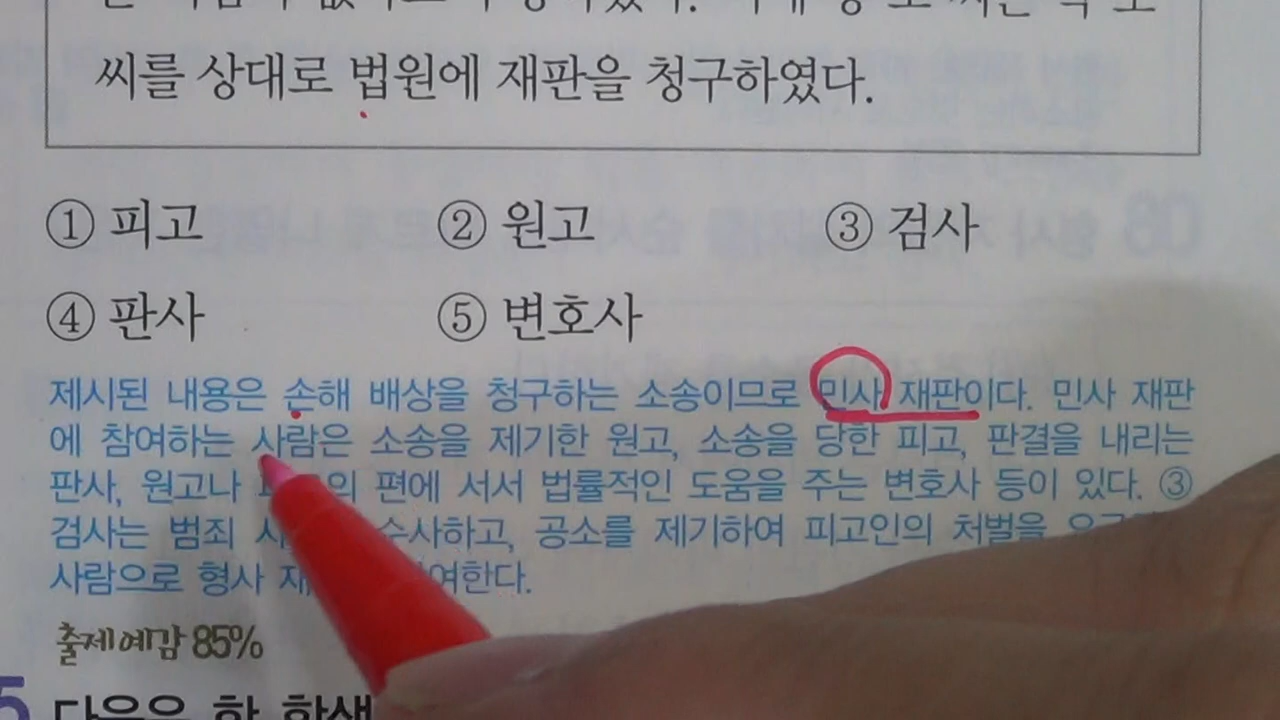 씨를 상대로 법원에 재판을 청구하였다.
① 피고 ② 원고 ③ 검사
④ 판사 ⑤ 변호사
제시된 내용은 손해 배상을 청구하는 소송이므로 민사 재판이다. 민사 재판
에 참여하는 사람은 소송을 제기한 원고, 소송을 당한 피고, 판결을 내리는
판사, 원고나 편에 서서 법률적인 도움을 주는 변호사 등이 있다. ③
검사는 범죄 수사하고, 공소를 제기하여 피고인의 처벌을
사람으로 형사
출제예감 85%
5 다음은 한 학생